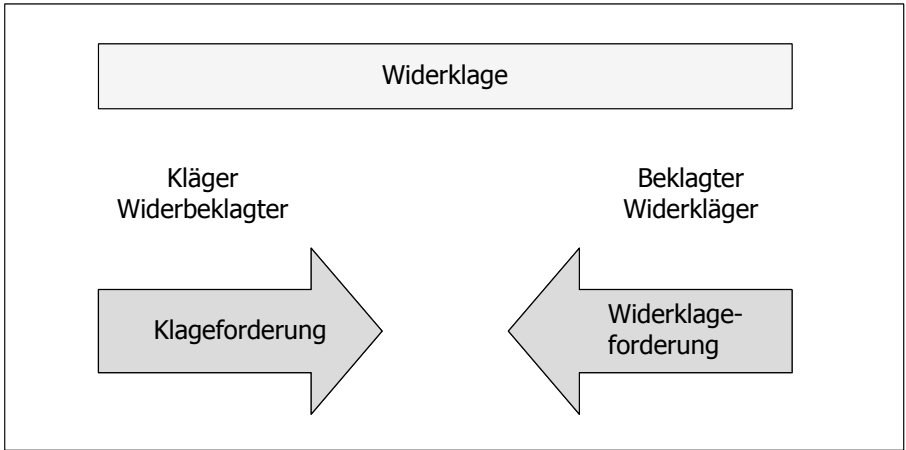 Widerklage
Kläger
Widerbeklagter
Beklagter
Widerkläger
Klageforderung
Widerklage-
forderung